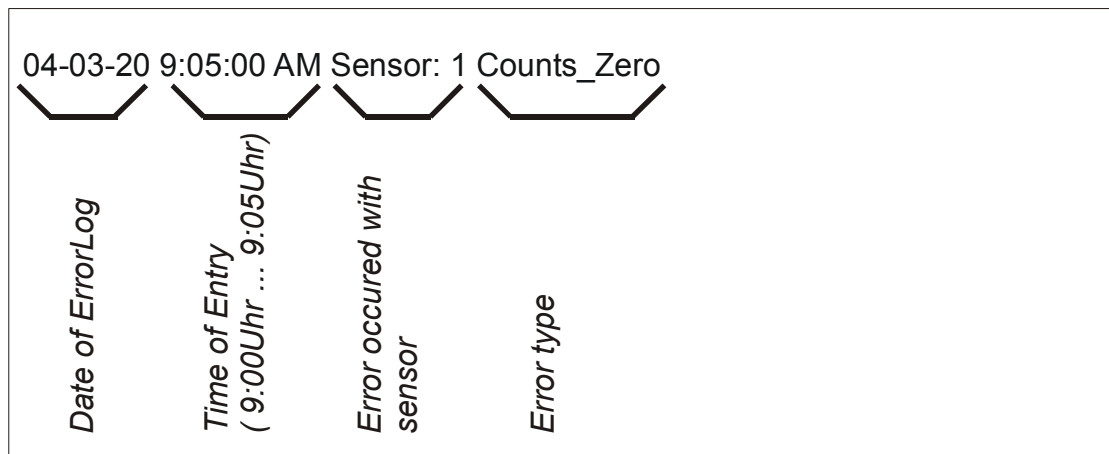 04-03-20 9:05:00 AM Sensor: 1 Counts_Zero
Date of ErrorLog
Time of Entry
( 9:00Uhr ... 9:05Uhr)
Error occured with
sensor
Error type